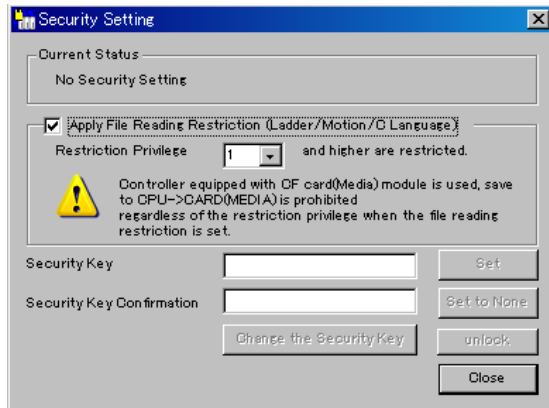 Security Setting
Current Status
No Security Setting
Apply File Reading Restriction (Ladder/Motion/C Language)
Restriction Privilege 1 and higher are restricted.
Controller equipped with CF card(Media) module is used, save
to CPU->CARD(MEDIA) is prohibited
regardless of the restriction privilege when the file reading
restriction is set.
Security Key Set
Security Key Confirmation Set to None
Change the Security Key unlock
Close